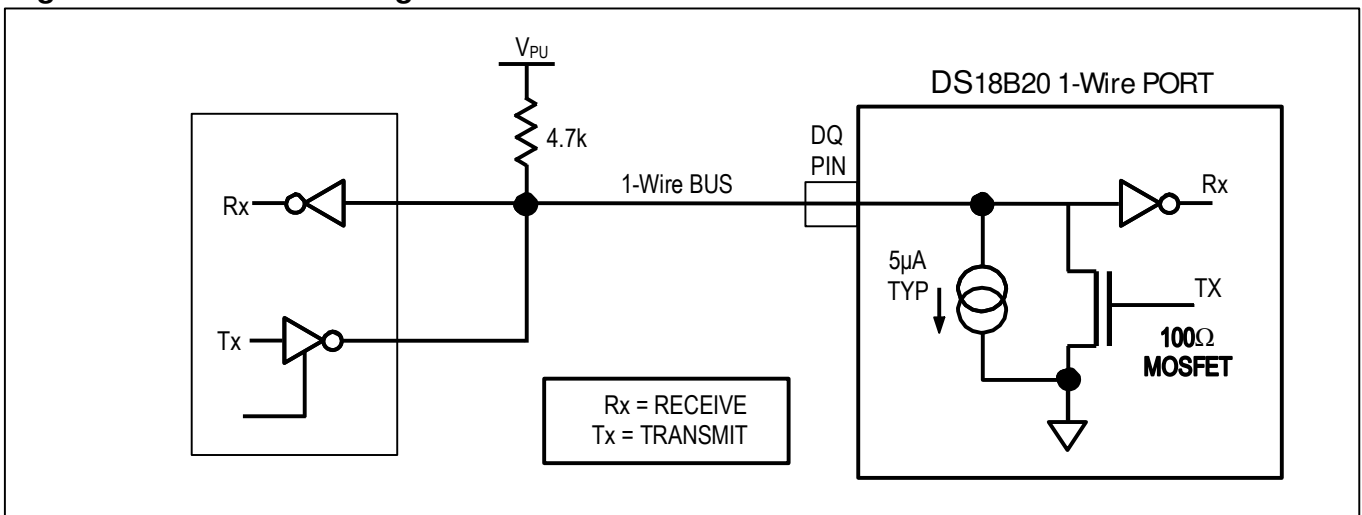 V_PU
4.7k
DS18B20 1-Wire PORT
DQ
PIN
1-Wire BUS
Rx
Rx
5µA
TYP
TX
100Ω
MOSFET
Tx
Rx = RECEIVE
Tx = TRANSMIT